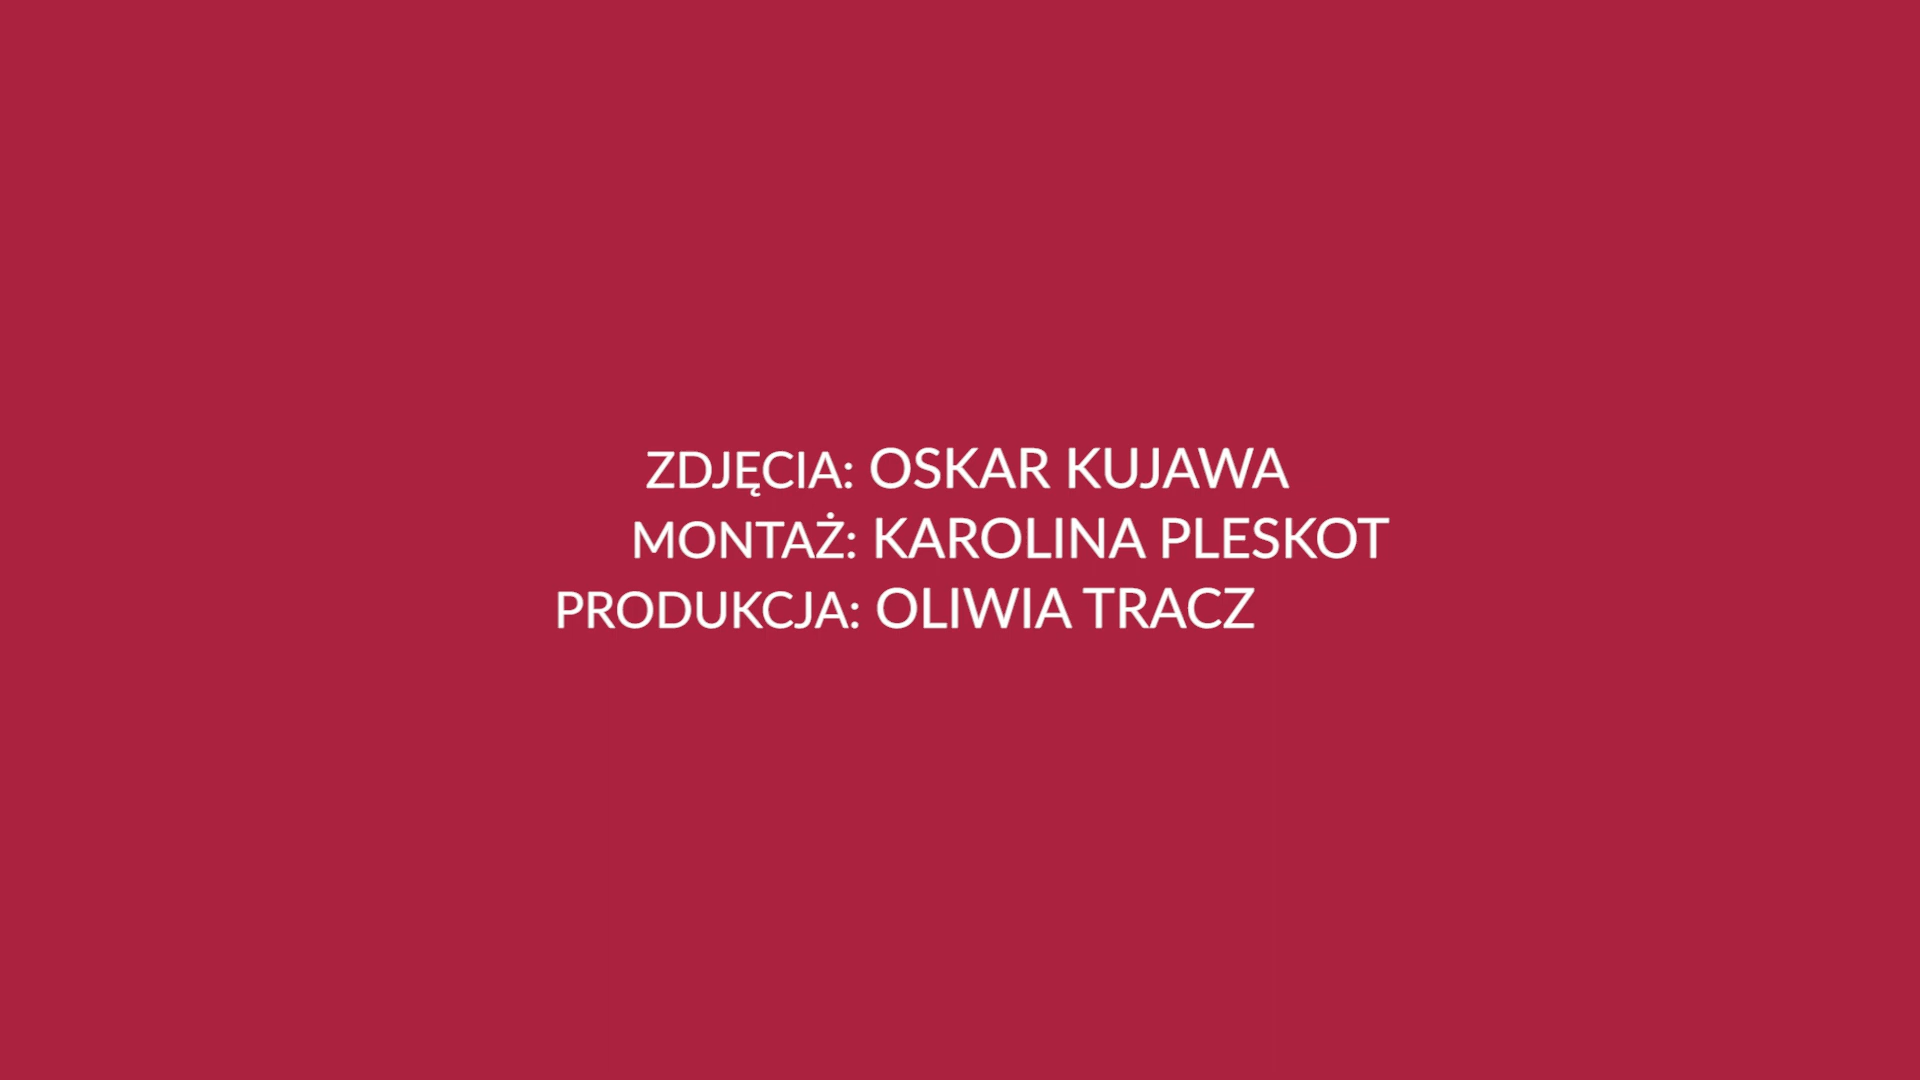 ZDJĘCIA: OSKAR KUJAWA
MONTAŻ: KAROLINA PLESKOT
PRODUKCJA: OLIWIA TRACZ